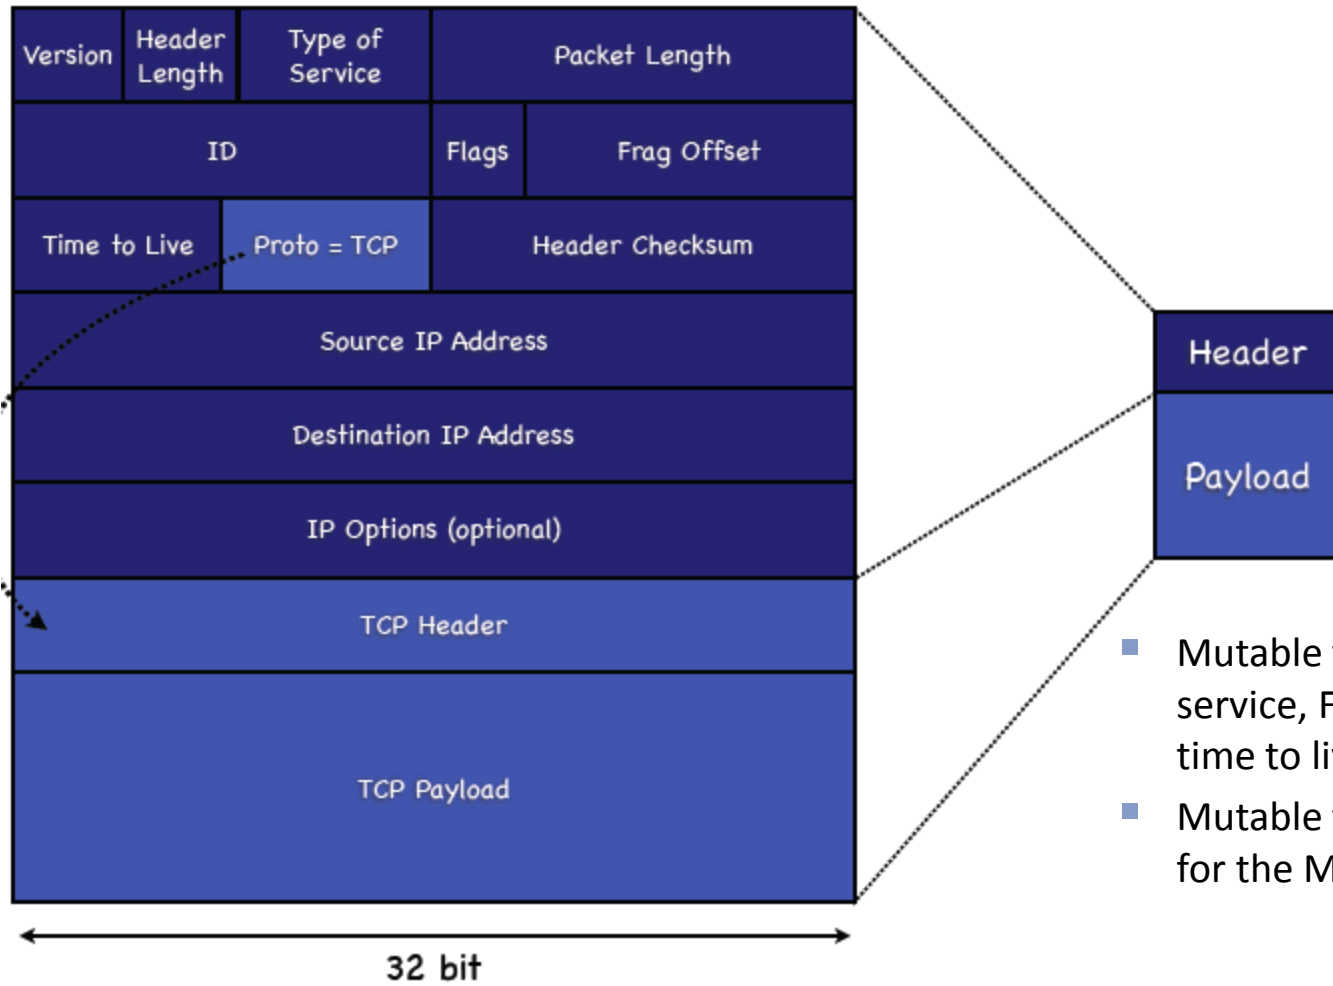 Version
Header
Length
Type of
Service
Packet Length
ID
Flags
Frag Offset
Time to Live
Proto = TCP
Header Checksum
Source IP Address
Destination IP Address
IP Options (optional)
TCP Header
TCP Payload
32 bit
Header
Payload
Mutable
service,
time to
Mutable
for the